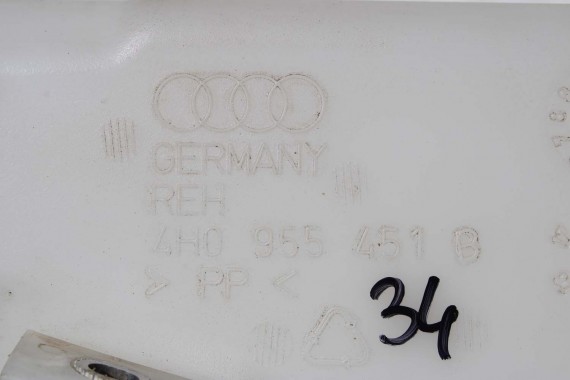 GERMANY
REH
4H0 955 451 B
> PP <
34